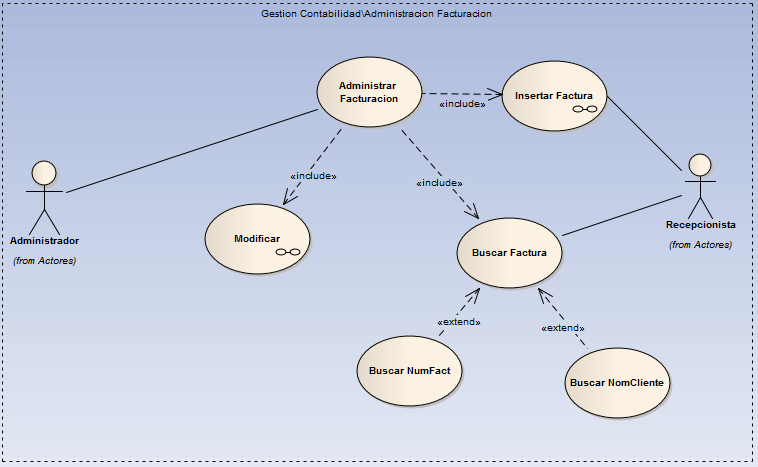 Gestion Contabilidad\Administracion Facturacion
Administrar
Facturacion
«include»
Insertar Factura
«include»
«include»
Administrador
(from Actores)
Recepcionista
(from Actores)
Modificar
Buscar Factura
«extend»
«extend»
Buscar NumFact
Buscar NomCliente